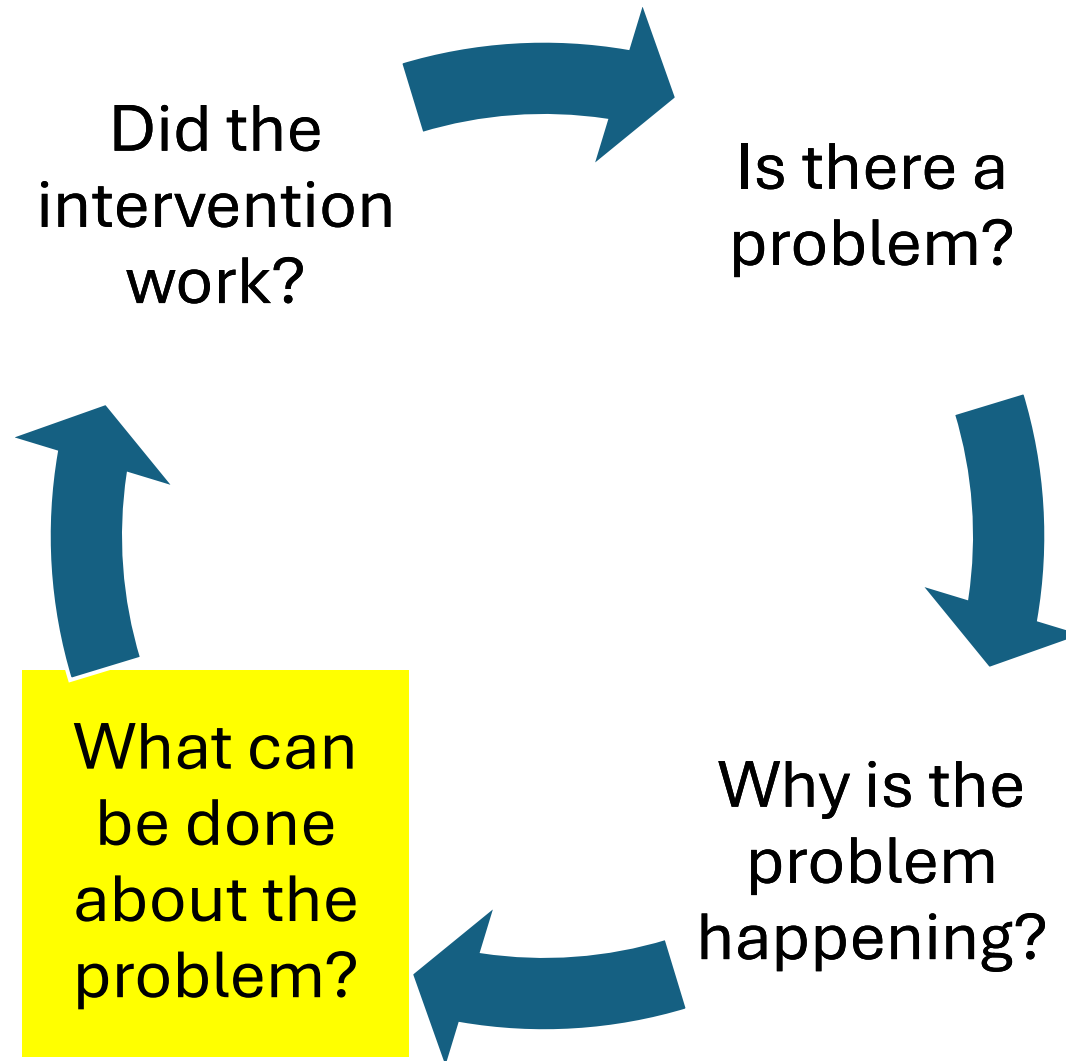 Did the
intervention
work?
Is there a
problem?
Why is the
problem
happening?
What can
be done
about the
problem?